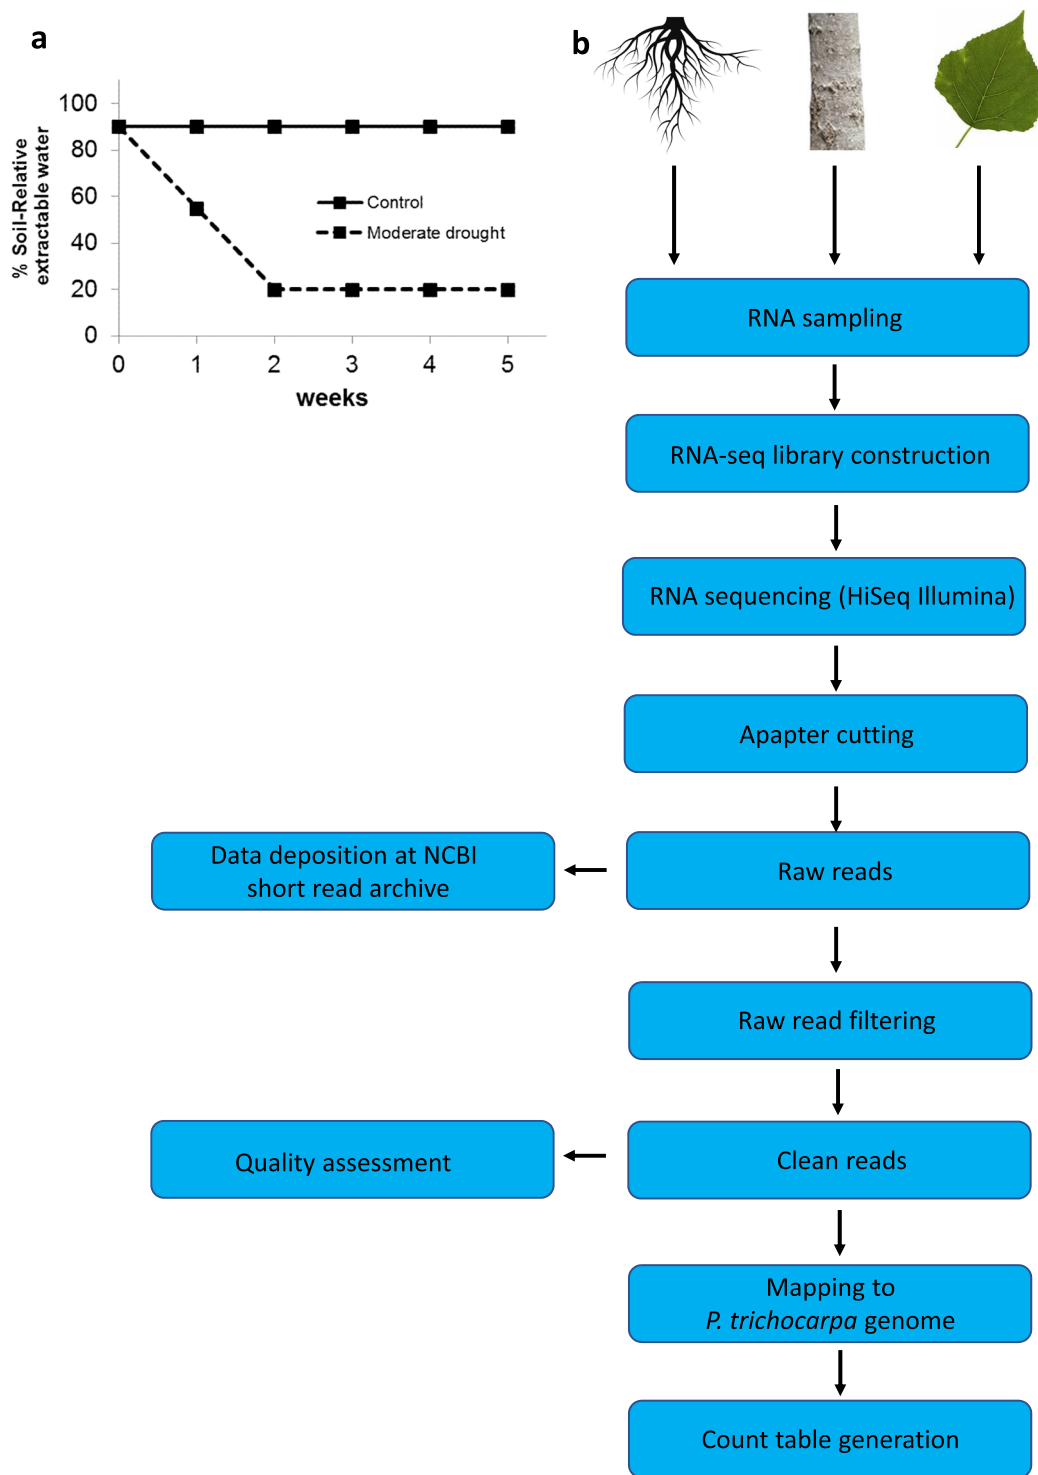 a
% Soil-Relative
extractable water
100
80
60
40
20
0
0 1 2 3 4 5
weeks
Control
Moderate drought
b
RNA sampling
RNA-seq library construction
RNA sequencing (HiSeq Illumina)
Apapter cutting
Data deposition at NCBI
short read archive
Raw reads
Raw read filtering
Quality assessment
Clean reads
Mapping to
P. trichocarpa genome
Count table generation